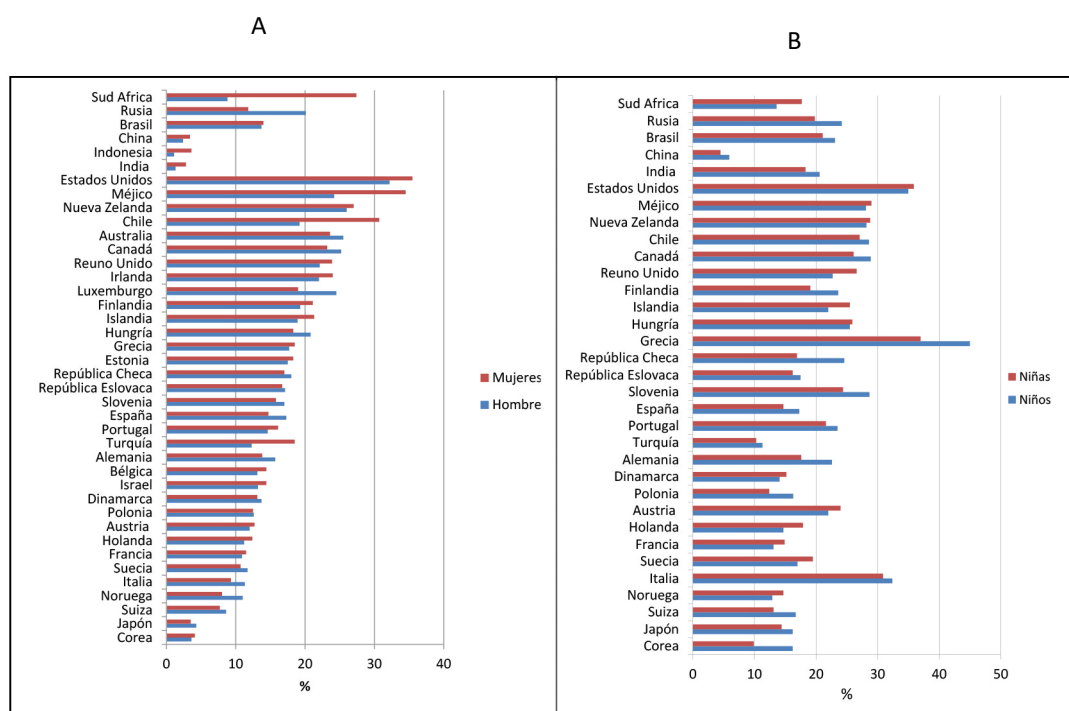 A
B
Sud Africa
Rusia
Brasil
China
Indonesia
India
Estados Unidos
Méjico
Nueva Zelanda
Chile
Australia
Canadá
Reuno Unido
Irlanda
Luxemburgo
Finlandia
Islandia
Hungría
Grecia
Estonia
República Checa
República Eslovaca
Slovenia
España
Portugal
Turquía
Alemania
Bélgica
Israel
Dinamarca
Polonia
Austria
Holanda
Francia
Suecia
Italia
Noruega
Suiza
Japón
Corea
0 10 20 30 40
%
Mujeres
Hombre
Sud Africa
Rusia
Brasil
China
India
Estados Unidos
Méjico
Nueva Zelanda
Chile
Canadá
Reuno Unido
Finlandia
Islandia
Hungría
Grecia
República Checa
República Eslovaca
Slovenia
España
Portugal
Turquía
Alemania
Dinamarca
Polonia
Austria
Holanda
Francia
Suecia
Italia
Noruega
Suiza
Japón
Corea
0 10 20 30 40 50
%
Niñas
Niños